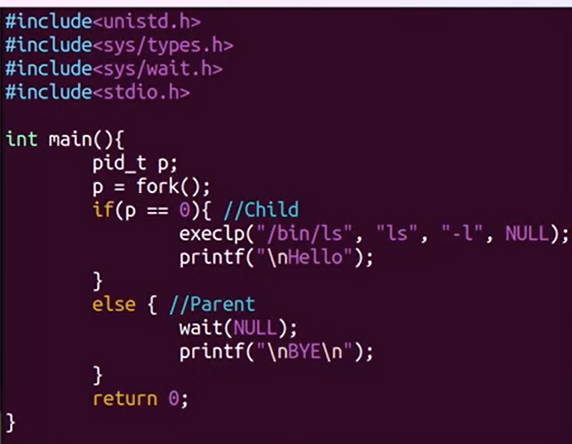 #include<unistd.h>
#include<sys/types.h>
#include<sys/wait.h>
#include<stdio.h>

int main(){
        pid_t p;
        p = fork();
        if(p == 0){ //Child
                execlp("/bin/ls", "ls", "-l", NULL);
                printf("\nHello");
        }
        else { //Parent
                wait(NULL);
                printf("\nBYE\n");
        }
        return 0;
}